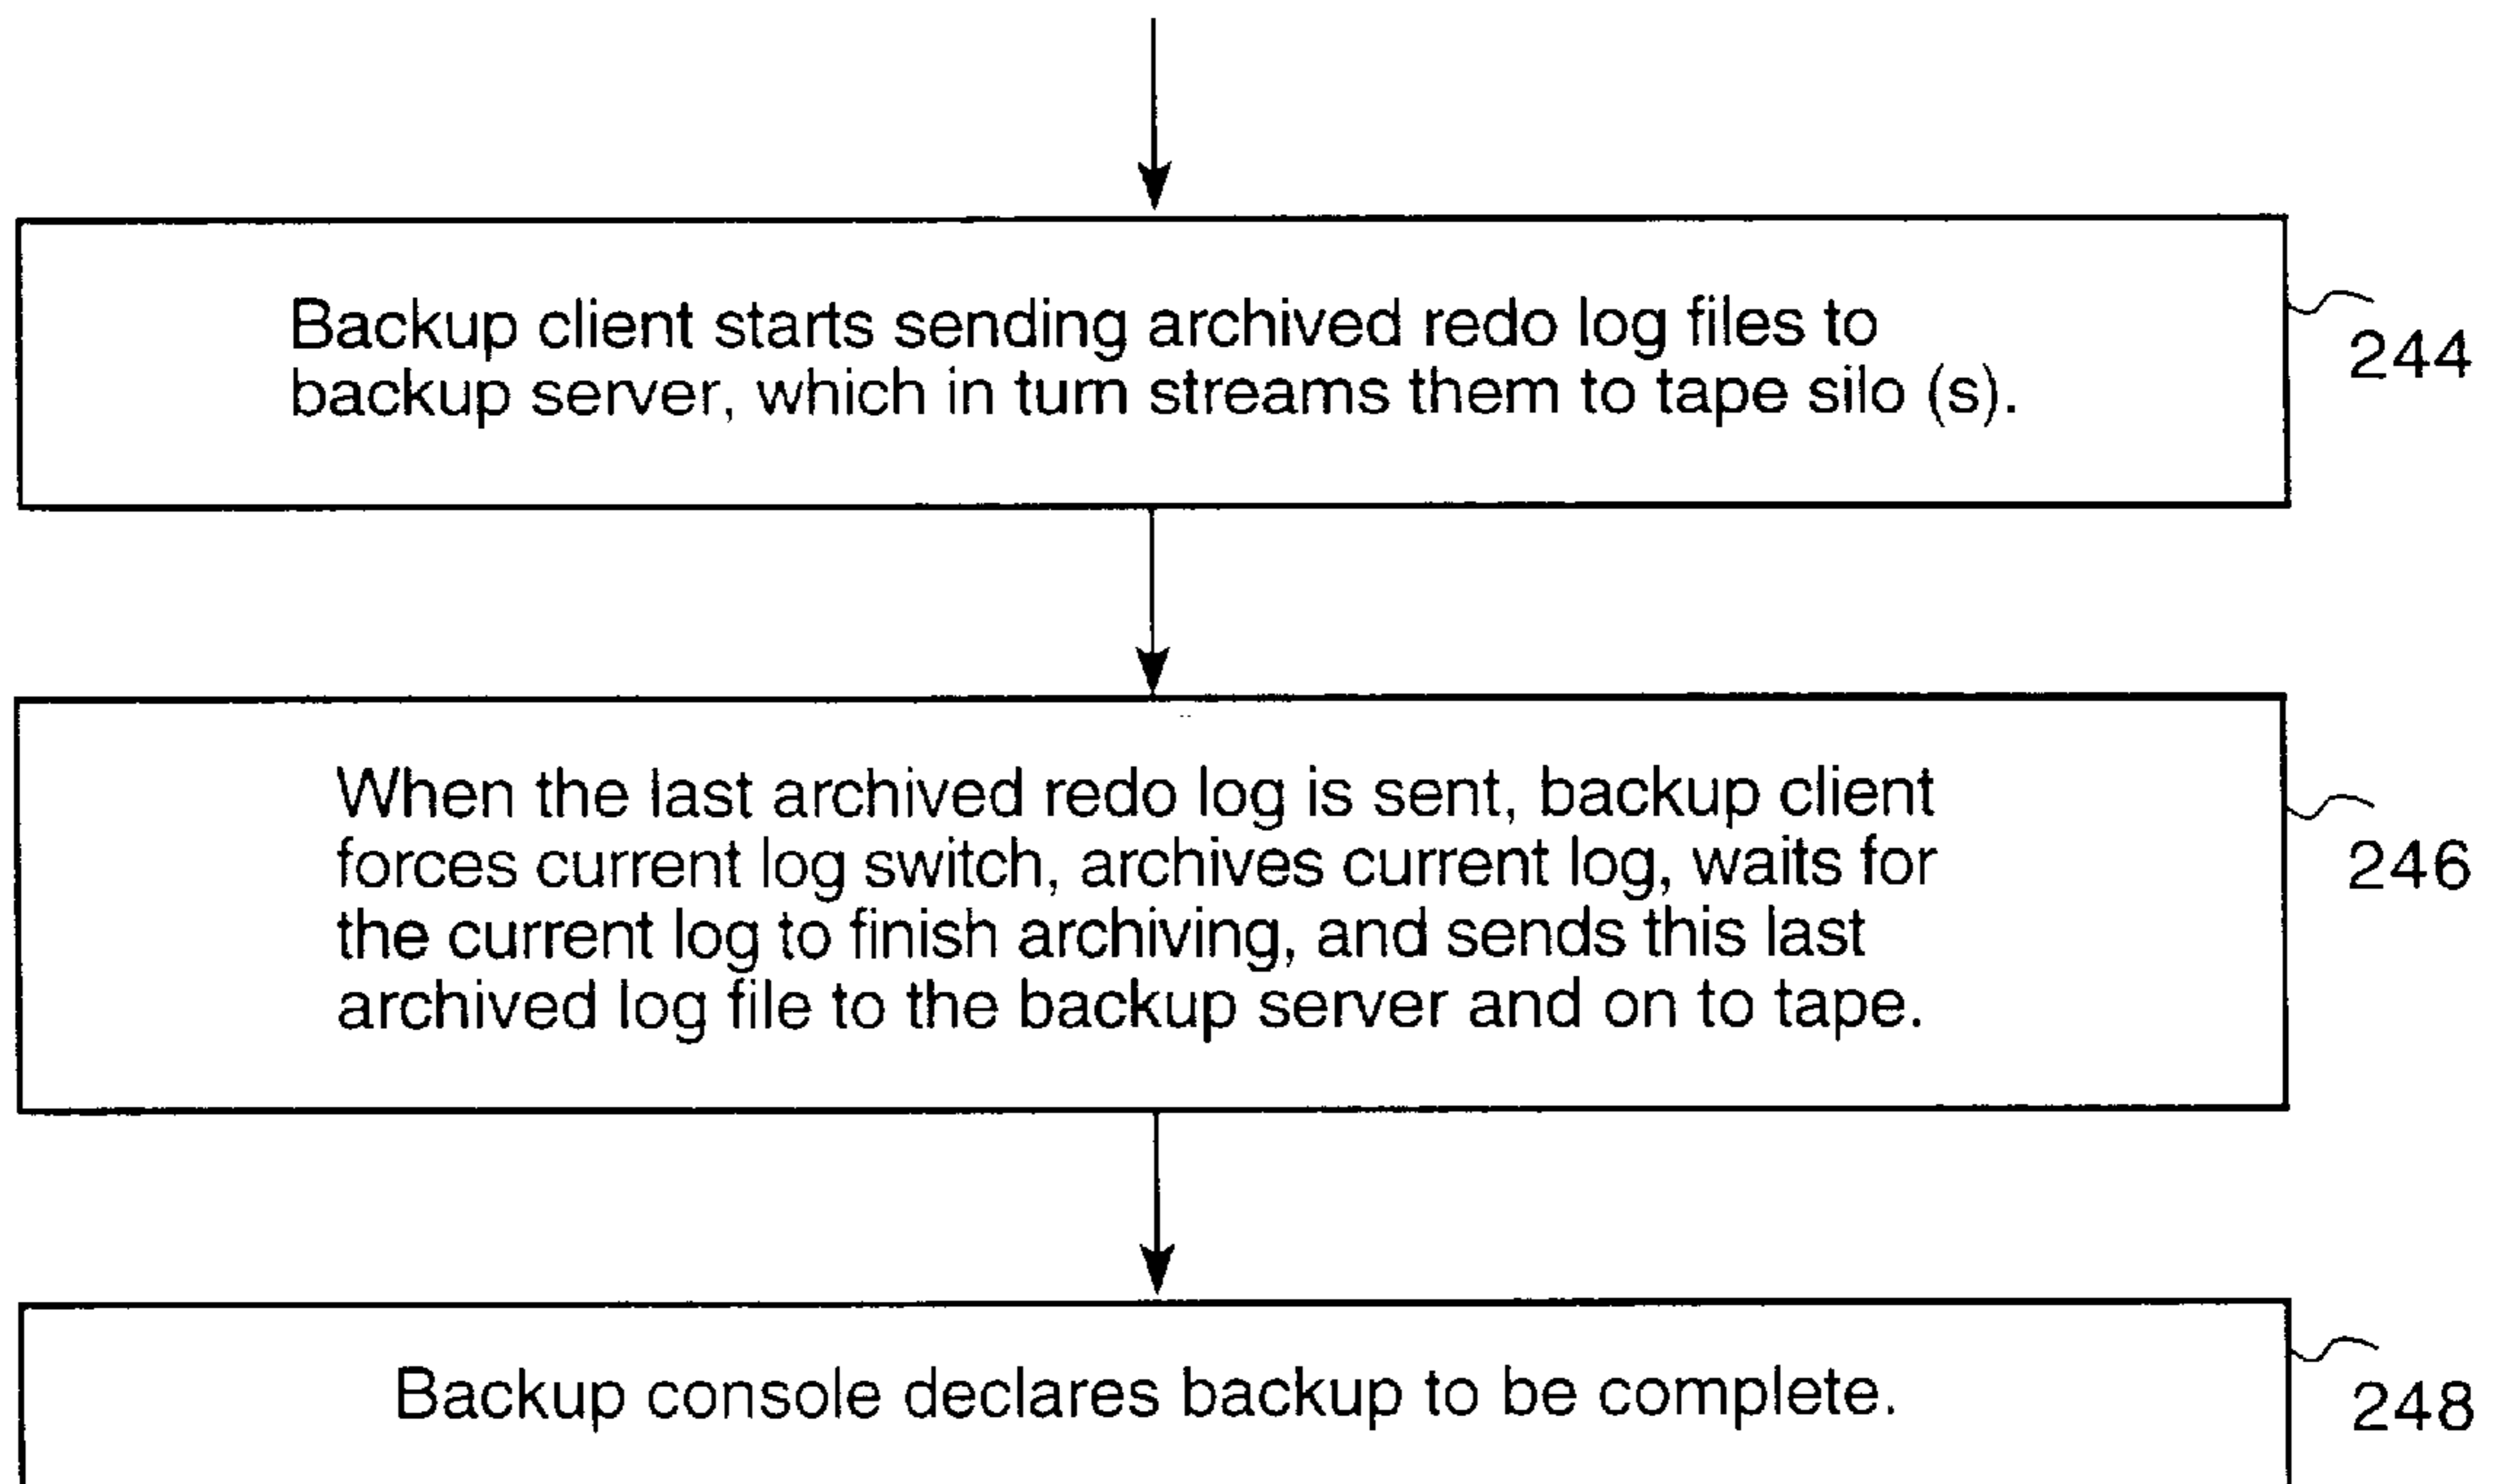 Backup client starts sending archived redo log files to
backup server, which in turn streams them to tape silo (s).
244
When the last archived redo log is sent, backup client
forces current log switch, archives current log, waits for
the current log to finish archiving, and sends this last
archived log file to the backup server and on to tape.
246
Backup console declares backup to be complete.
248